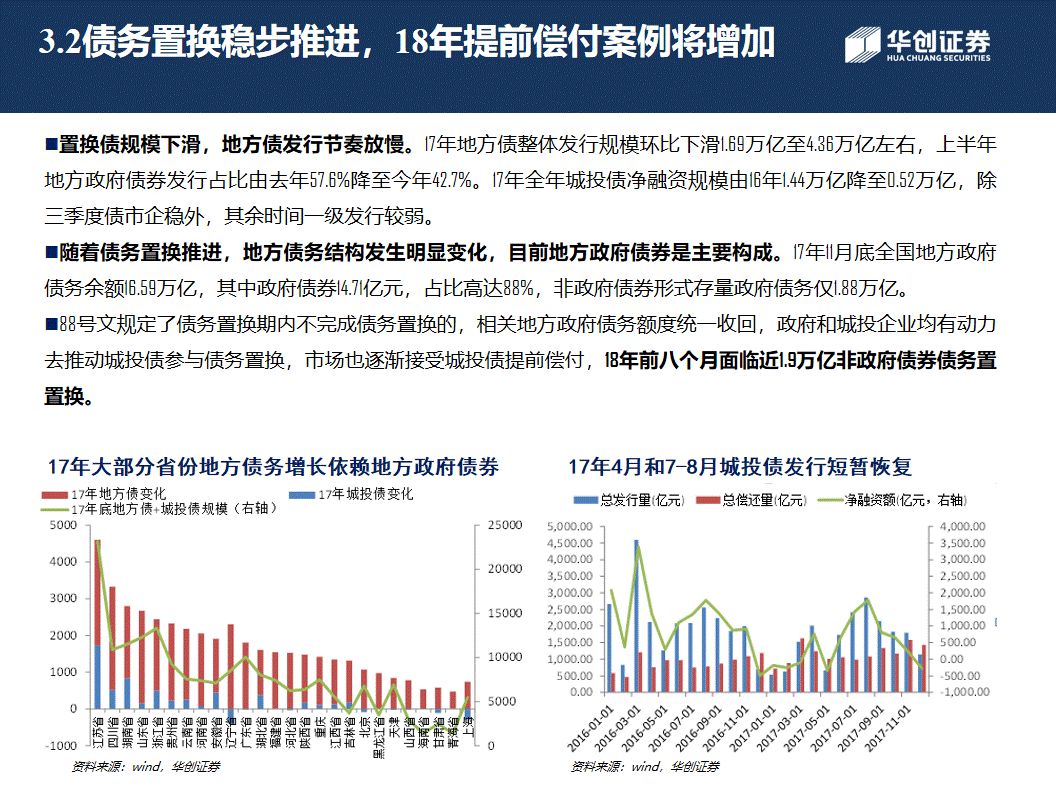 3.2债务置换稳步推进，18年提前偿付案例将增加
华创证券
HUA CHUANG SECURITIES
■置换债规模下滑，地方债发行节奏放慢。17年地方债整体发行规模环比下滑1.69万亿至4.36万亿左右，上半年
地方政府债券发行占比由去年57.6%降至今年42.7%。17年全年城投债净融资规模由16年1.44万亿降至0.52万亿，除
三季度债市企稳外，其余时间一级发行较弱。
■随着债务置换推进，地方债务结构发生明显变化，目前地方政府债券是主要构成。17年11月底全国地方政府
债务余额16.59万亿，其中政府债券14.71亿元，占比高达88%，非政府债券形式存量政府债务仅1.88万亿。
■88号文规定了债务置换期内不完成债务置换的，相关地方政府债务额度统一收回，政府和城投企业均有动力
去推动城投债参与债务置换，市场也逐渐接受城投债提前偿付，18年前八个月面临近1.9万亿非政府债券债务置
置换。
17年大部分省份地方债务增长依赖地方政府债券
17年地方债变化
17年城投债变化
17年底地方债+城投债规模（右轴）
5000
4000
3000
2000
1000
0
-1000
25000
20000
15000
10000
5000
0
江苏省
四川省
湖南省
山东省
浙江省
贵州省
云南省
河南省
安徽省
辽宁省
广东省
湖北省
福建省
河北省
陕西省
重庆
江西省
吉林省
北京
黑龙江省
天津
山西省
海南省
甘肃省
青海省
上海
资料来源：wind，华创证券
17年4月和7-8月城投债发行短暂恢复
总发行量(亿元)
总偿还量(亿元)
净融资额(亿元，右轴)
5,000.00
4,500.00
4,000.00
3,500.00
3,000.00
2,500.00
2,000.00
1,500.00
1,000.00
500.00
0.00
4,000.00
3,500.00
3,000.00
2,500.00
2,000.00
1,500.00
1,000.00
500.00
0.00
-500.00
-1,000.00
2016-01-01
2016-03-01
2016-05-01
2016-07-01
2016-09-01
2016-11-01
2017-01-01
2017-03-01
2017-05-01
2017-07-01
2017-09-01
2017-11-01
资料来源：wind，华创证券